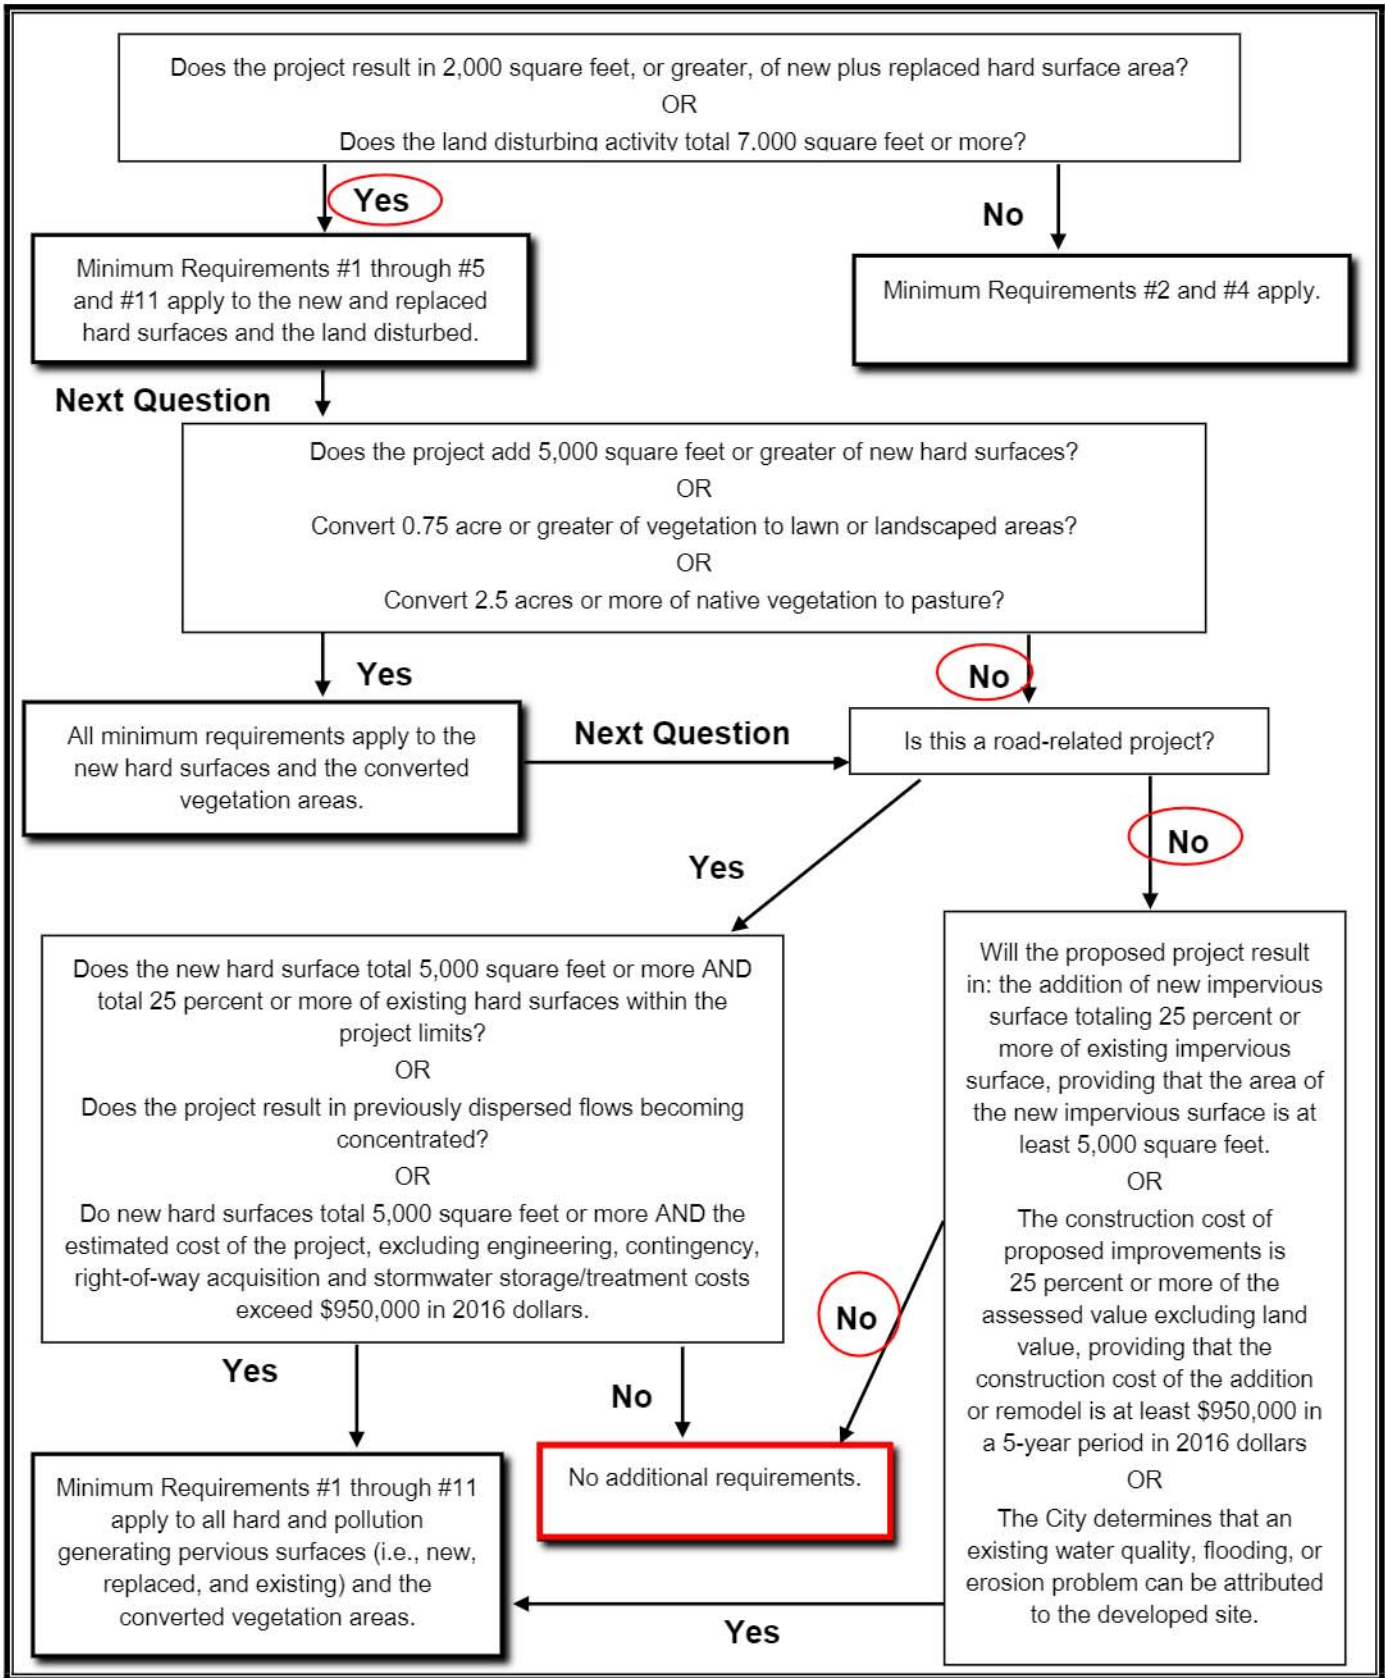 Does the project result in 2,000 square feet, or greater, of new plus replaced hard surface area?
OR
Does the land disturbing activity total 7.000 square feet or more?
Yes
No
Minimum Requirements #1 through #5
and #11 apply to the new and replaced
hard surfaces and the land disturbed.
Minimum Requirements #2 and #4 apply.
Next Question
Does the project add 5,000 square feet or greater of new hard surfaces?
OR
Convert 0.75 acre or greater of vegetation to lawn or landscaped areas?
OR
Convert 2.5 acres or more of native vegetation to pasture?
Yes
No
All minimum requirements apply to the
new hard surfaces and the converted
vegetation areas.
Next Question
Is this a road-related project?
Yes
No
Does the new hard surface total 5,000 square feet or more AND
total 25 percent or more of existing hard surfaces within the
project limits?
OR
Does the project result in previously dispersed flows becoming
concentrated?
OR
Do new hard surfaces total 5,000 square feet or more AND the
estimated cost of the project, excluding engineering, contingency,
right-of-way acquisition and stormwater storage/treatment costs
exceed $950,000 in 2016 dollars.
Will the proposed project result
in: the addition of new impervious
surface totaling 25 percent or
more of existing impervious
surface, providing that the area of
the new impervious surface is at
least 5,000 square feet.
OR
The construction cost of
proposed improvements is
25 percent or more of the
assessed value excluding land
value, providing that the
construction cost of the addition
or remodel is at least $950,000 in
a 5-year period in 2016 dollars
OR
The City determines that an
existing water quality, flooding, or
erosion problem can be attributed
to the developed site.
Yes
No
No
Minimum Requirements #1 through #11
apply to all hard and pollution
generating pervious surfaces (i.e., new,
replaced, and existing) and the
converted vegetation areas.
No additional requirements.
Yes